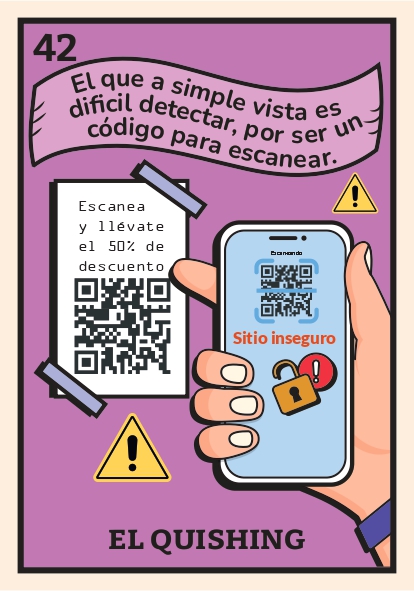 42
El que a simple vista es
dificil detectar, por ser un
código para escanear.
Escanea
y llévate
el 50% de
descuento
Escaneando
Sitio inseguro
EL QUISHING